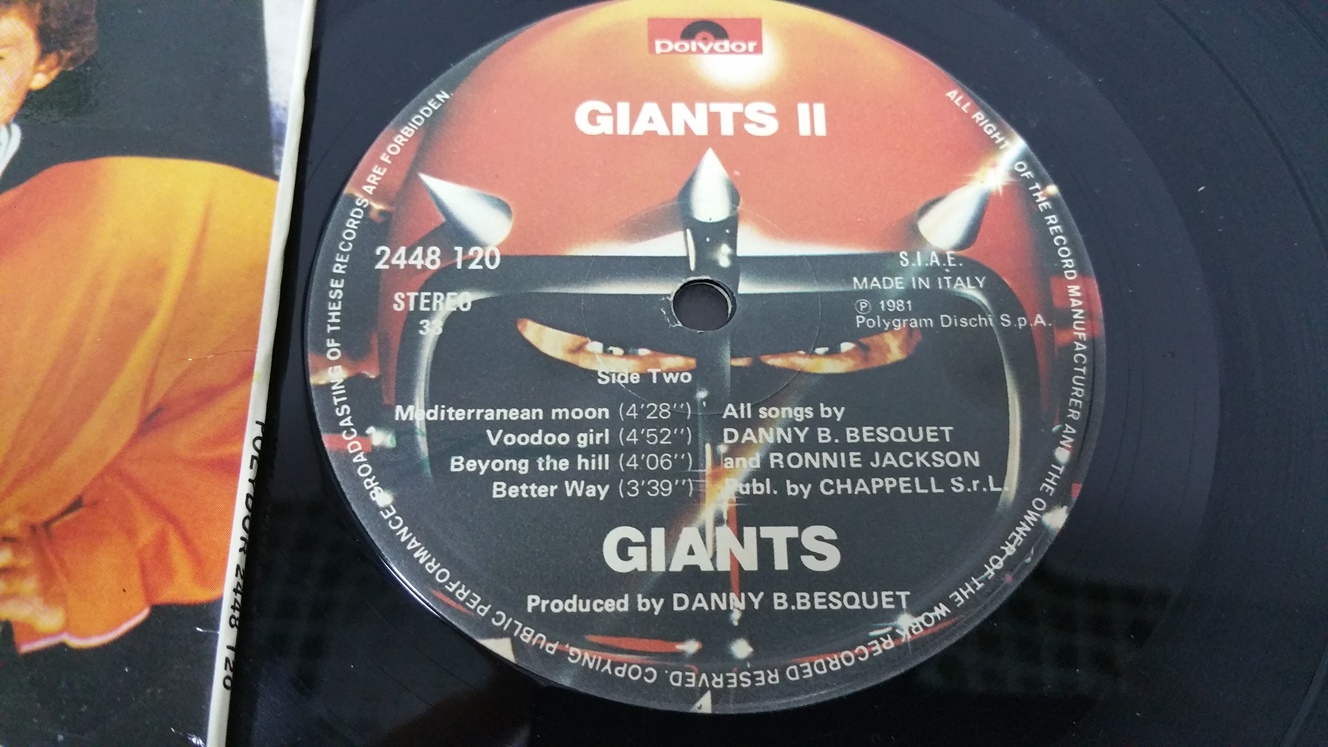 polydor
GIANTS II
2448 120
STEREO
33
S.I.A.E.
MADE IN ITALY
℗ 1981
Polygram Dischi S.p.A.
Side Two
Mediterranean moon (4'28'')
Voodoo girl (4'52'')
Beyong the hill (4'06'')
Better Way (3'39'')
All songs by
DANNY B. BESQUET
and RONNIE JACKSON
Publ. by CHAPPELL S.r.L.
GIANTS
Produced by DANNY B.BESQUET
ALL RIGHTS OF THE RECORD MANUFACTURER AND THE OWNER OF THE WORK RECORDED RESERVED. COPYING, PUBLIC PERFORMANCE, BROADCASTING OF THESE RECORDS ARE FORBIDDEN.
POLYDOR 24448 120